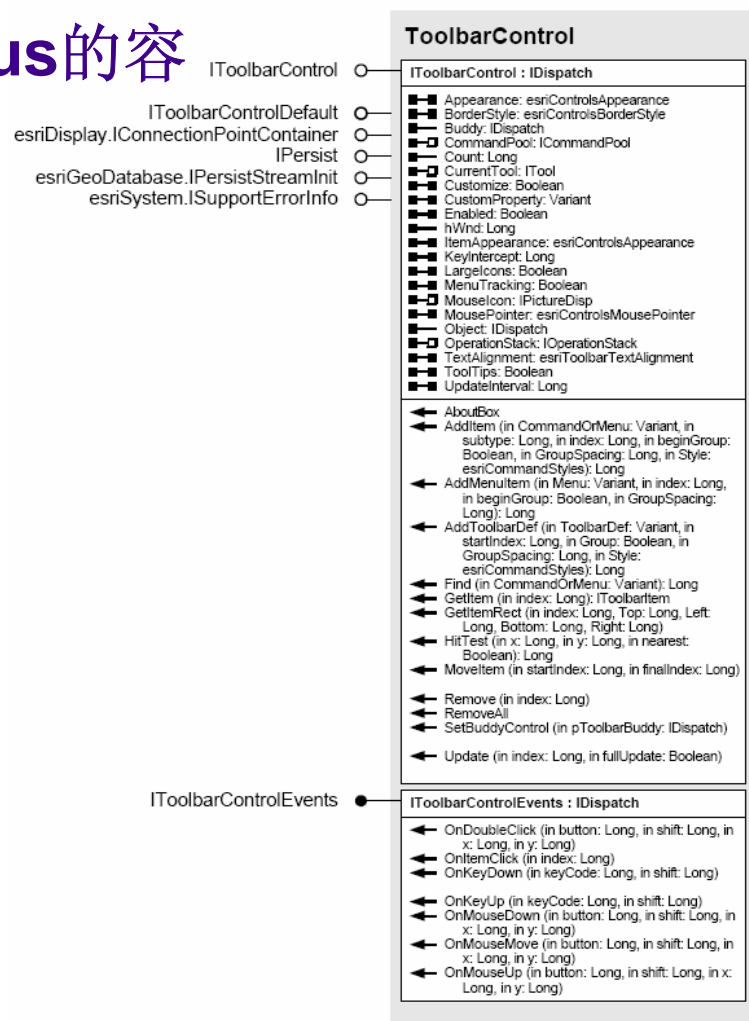 us的容
IToolbarControl
IToolbarControlDefault
esriDisplay.IConnectionPointContainer
IPersist
esriGeoDatabase.IPersistStreamInit
esriSystem.ISupportErrorInfo
ToolbarControl
IToolbarControl : IDispatch
Appearance: esriControlsAppearance
BorderStyle: esriControlsBorderStyle
Buddy: IDispatch
CommandPool: ICommandPool
Count: Long
CurrentTool: ITool
Customize: Boolean
CustomProperty: Variant
Enabled: Boolean
hWnd: Long
ItemAppearance: esriControlsAppearance
KeyIntercept: Long
LargeIcons: Boolean
MenuTracking: Boolean
MouseIcon: IPictureDisp
MousePointer: esriControlsMousePointer
Object: IDispatch
OperationStack: IOperationStack
TextAlignment: esriToolbarTextAlignment
ToolTips: Boolean
UpdateInterval: Long
AboutBox
AddItem (in CommandOrMenu: Variant, in
subtype: Long, in index: Long, in beginGroup:
Boolean, in GroupSpacing: Long, in Style:
esriCommandStyles): Long
AddMenuItem (in Menu: Variant, in index: Long,
in beginGroup: Boolean, in GroupSpacing:
Long): Long
AddToolbarDef (in ToolbarDef: Variant, in
startIndex: Long, in Group: Boolean, in
GroupSpacing: Long, in Style:
esriCommandStyles): Long
Find (in CommandOrMenu: Variant): Long
GetItem (in index: Long): IToolbarItem
GetItemRect (in index: Long, Top: Long, Left:
Long, Bottom: Long, Right: Long)
HitTest (in x: Long, in y: Long, in nearest:
Boolean): Long
MoveItem (in startIndex: Long, in finalIndex: Long)
Remove (in index: Long)
RemoveAll
SetBuddyControl (in pToolbarBuddy: IDispatch)
Update (in index: Long, in fullUpdate: Boolean)
IToolbarControlEvents
IToolbarControlEvents : IDispatch
OnDoubleClick (in button: Long, in shift: Long, in
x: Long, in y: Long)
OnItemClick (in index: Long)
OnKeyDown (in keyCode: Long, in shift: Long)
OnKeyUp (in keyCode: Long, in shift: Long)
OnMouseDown (in button: Long, in shift: Long, in
x: Long, in y: Long)
OnMouseMove (in button: Long, in shift: Long, in
x: Long, in y: Long)
OnMouseUp (in button: Long, in shift: Long, in x:
Long, in y: Long)